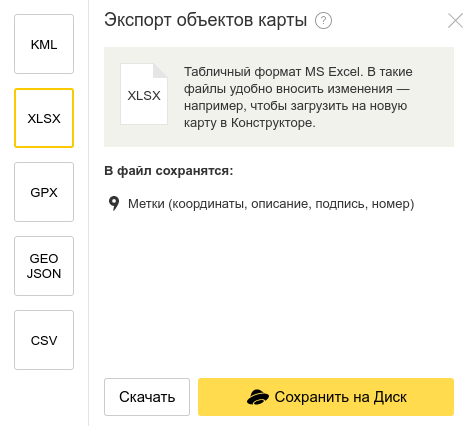 KML
XLSX
GPX
GEO
JSON
CSV
Экспорт объектов карты ?
XLSX
Табличный формат MS Excel. В такие
файлы удобно вносить изменения —
например, чтобы загрузить на новую
карту в Конструкторе.
В файл сохранятся:
Метки (координаты, описание, подпись, номер)
Скачать
Сохранить на Диск